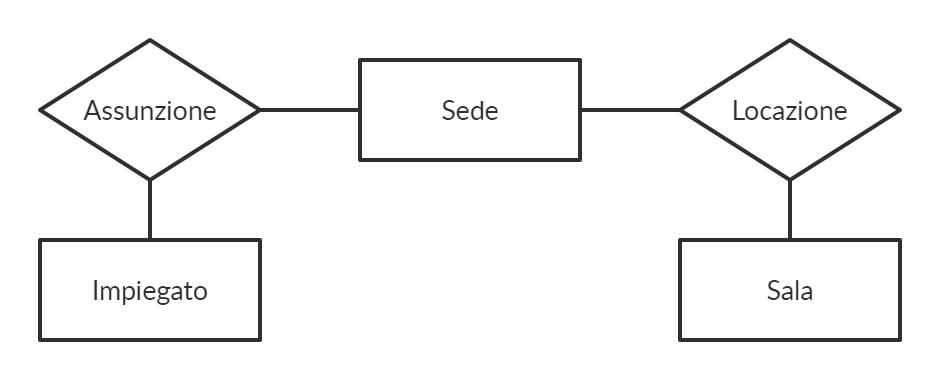 Assunzione
Sede
Locazione
Impiegato
Sala